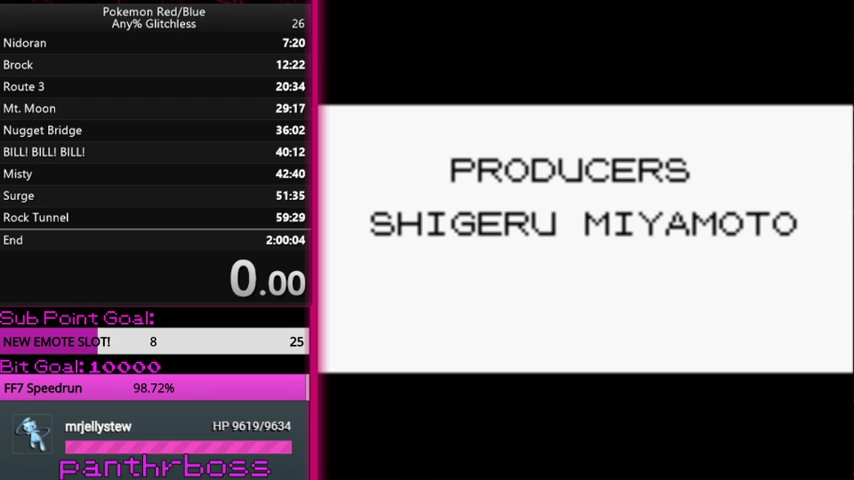 Pokemon Red/Blue
Any% Glitchless 26
Nidoran 7:20
Brock 12:22
Route 3 20:34
Mt. Moon 29:17
Nugget Bridge 36:02
BILL! BILL! BILL! 40:12
Misty 42:40
Surge 51:35
Rock Tunnel 59:29
End 2:00:04
0.00
Sub Point Goal:
NEW EMOTE SLOT! 8 25
Bit Goal: 10000
FF7 Speedrun 98.72%
mrjellystew HP 9619/9634
panthrboss
PRODUCERS
SHIGERU MIYAMOTO